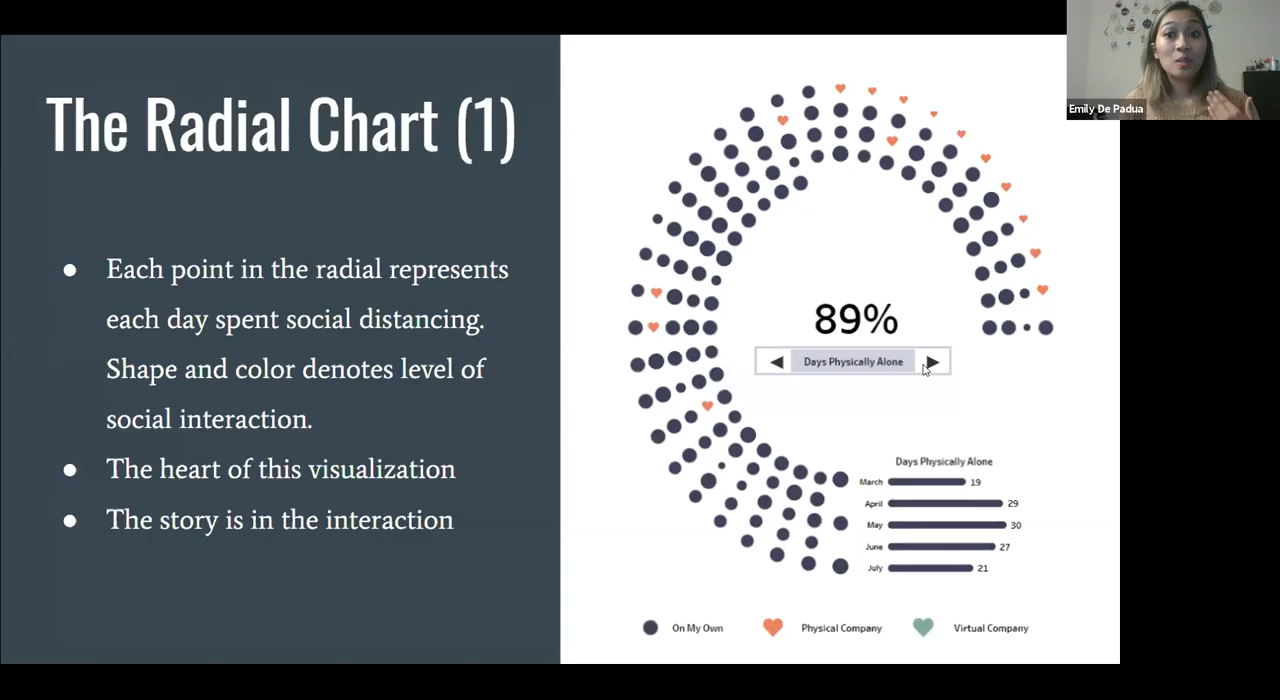 The Radial Chart (1)
● Each point in the radial represents
each day spent social distancing.
Shape and color denotes level of
social interaction.
● The heart of this visualization
● The story is in the interaction
89%
Days Physically Alone
Days Physically Alone
March 19
April 29
May 30
June 27
July 21
On My Own Physical Company Virtual Company
Emily De Padua